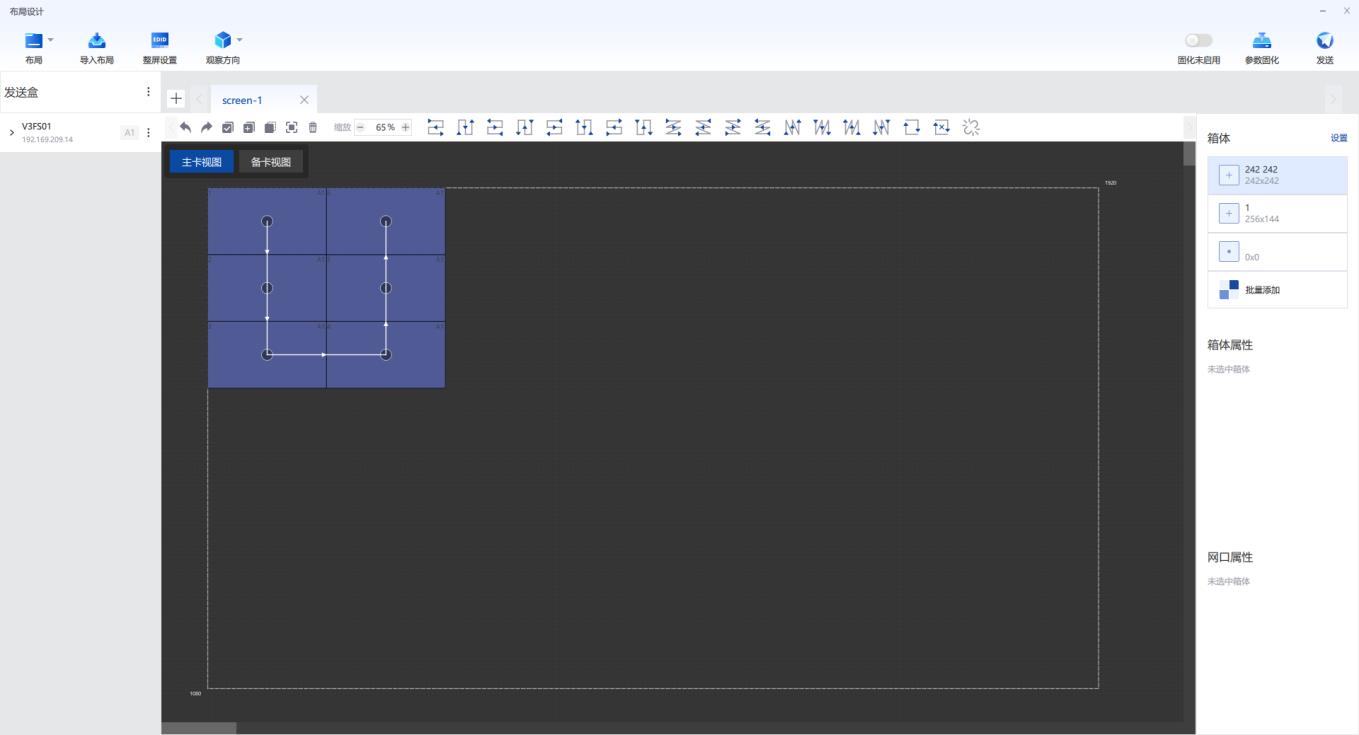 布局设计
布局
导入布局
EDID
整屏设置
观察方向
固化未启用
参数固化
发送
发送盒
screen-1
V3FS01
A1
192.169.209.14
缩放
65%
主卡视图
备卡视图
1920
1080
箱体
设置
242 242
242x242
1
256x144
0x0
批量添加
箱体属性
未选中箱体
网口属性
未选中箱体